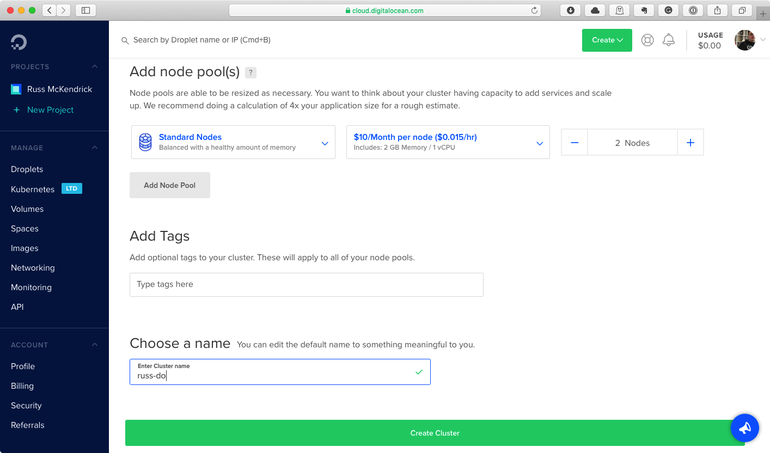 cloud.digitalocean.com
Search by Droplet name or IP (Cmd+B)
Create
USAGE
$0.00
PROJECTS
Russ McKendrick
+ New Project
MANAGE
Droplets
Kubernetes LTD
Volumes
Spaces
Images
Networking
Monitoring
API
ACCOUNT
Profile
Billing
Security
Referrals
Add node pool(s) ?
Node pools are able to be resized as necessary. You want to think about your cluster having capacity to add services and scale
up. We recommend doing a calculation of 4x your application size for a rough estimate.
Standard Nodes
Balanced with a healthy amount of memory
$10/Month per node ($0.015/hr)
Includes: 2 GB Memory / 1 vCPU
− 2 Nodes +
Add Node Pool
Add Tags
Add optional tags to your cluster. These will apply to all of your node pools.
Type tags here
Choose a name You can edit the default name to something meaningful to you.
Enter Cluster name
russ-do
Create Cluster